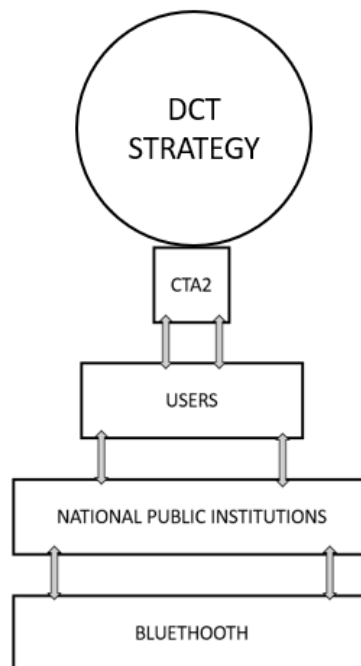 DCT
STRATEGY
CTA2
USERS
NATIONAL PUBLIC INSTITUTIONS
BLUETHOOTH